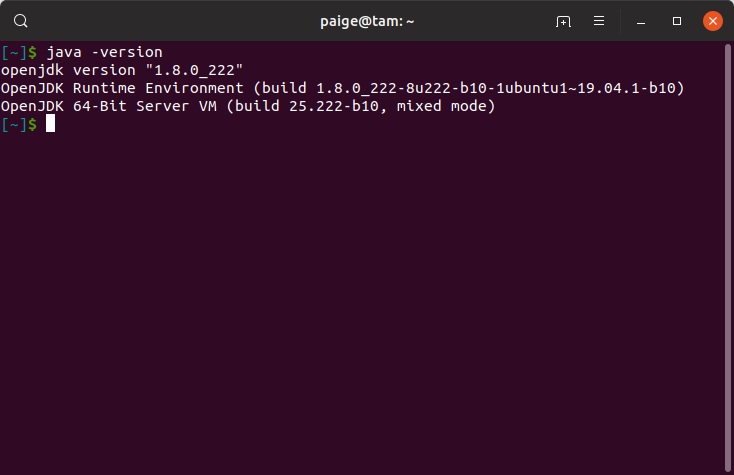 paige@tam: ~
[~]$ java -version
openjdk version "1.8.0_222"
OpenJDK Runtime Environment (build 1.8.0_222-8u222-b10-1ubuntu1~19.04.1-b10)
OpenJDK 64-Bit Server VM (build 25.222-b10, mixed mode)
[~]$